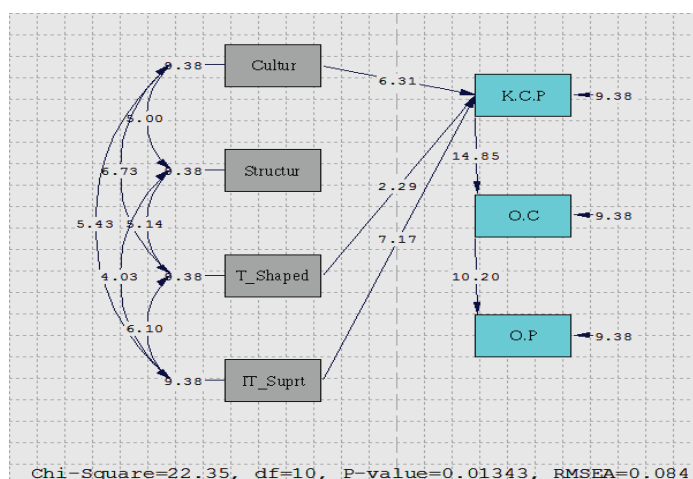 9.38 Cultur
6.31
K.C.P 9.38
5.00
14.85
6.73
9.38 Structur
2.29
O.C 9.38
5.43 5.14
7.17
4.03
9.38 T_Shaped
10.20
6.10
O.P 9.38
9.38 IT_Suprt
Chi-Square=22.35, df=10, P-value=0.01343, RMSEA=0.084